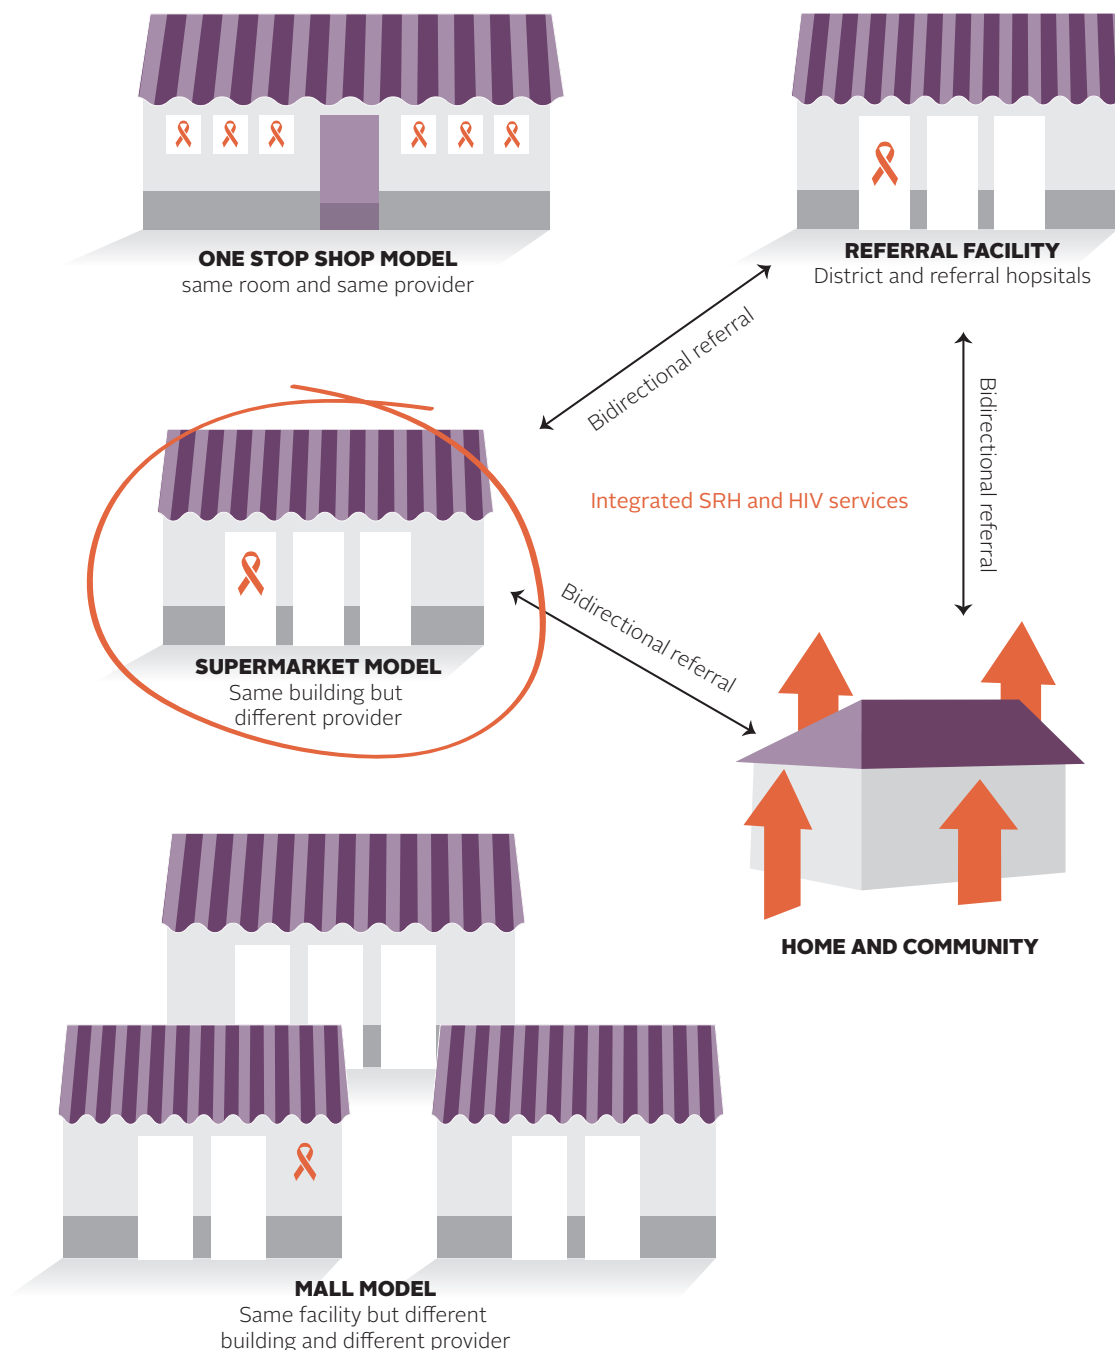 ONE STOP SHOP MODEL
same room and same provider
REFERRAL FACILITY
District and referral hopsitals
Bidirectional referral
Bidirectional referral
Integrated SRH and HIV services
Bidirectional referral
SUPERMARKET MODEL
Same building but
different provider
HOME AND COMMUNITY
MALL MODEL
Same facility but different
building and different provider